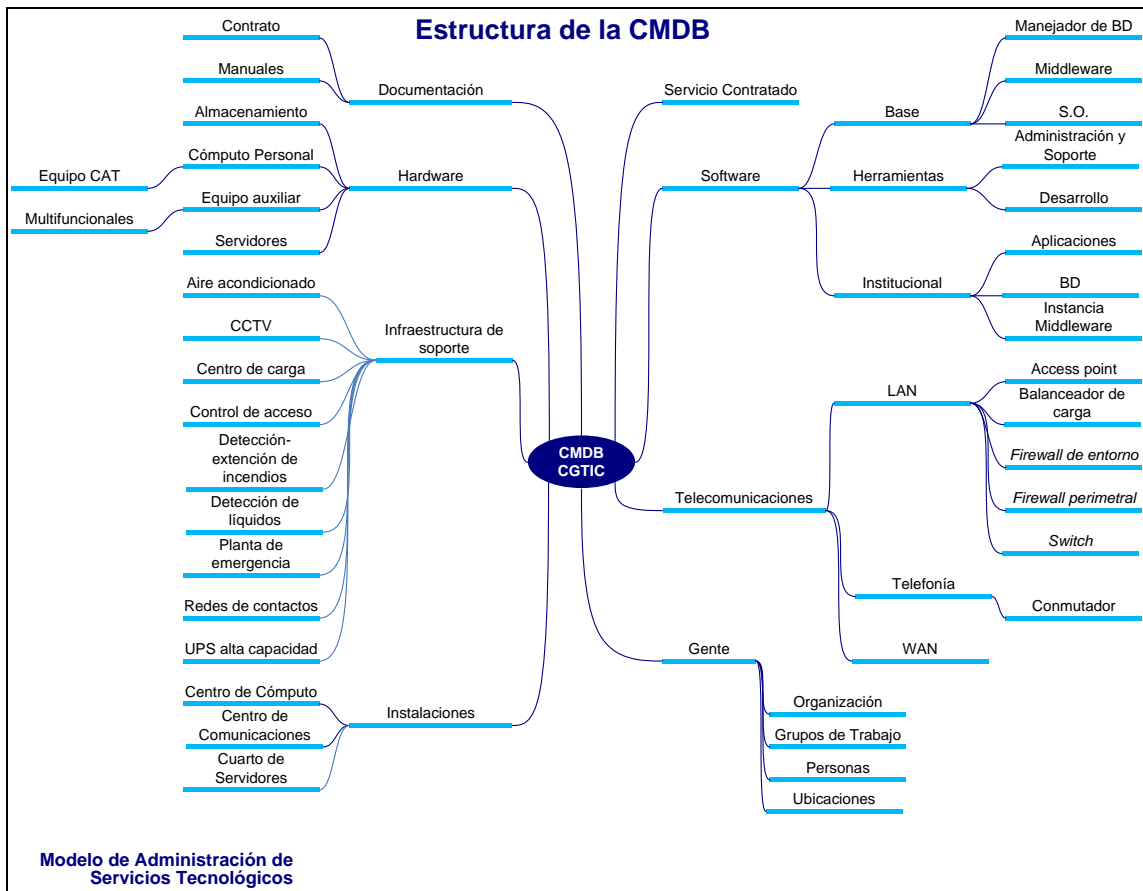 Estructura de la CMDB
Contrato
Manuales
Documentación
Almacenamiento
Cómputo Personal
Equipo CAT
Equipo auxiliar
Multifuncionales
Servidores
Hardware
Aire acondicionado
CCTV
Centro de carga
Control de acceso
Detección-
extención de
incendios
Detección de
líquidos
Planta de
emergencia
Redes de contactos
UPS alta capacidad
Infraestructura de
soporte
Centro de Cómputo
Centro de
Comunicaciones
Cuarto de
Servidores
Instalaciones
CMDB
CGTIC
Servicio Contratado
Software
Base
Manejador de BD
Middleware
S.O.
Herramientas
Administración y
Soporte
Desarrollo
Institucional
Aplicaciones
BD
Instancia
Middleware
Telecomunicaciones
LAN
Access point
Balanceador de
carga
Firewall de entorno
Firewall perimetral
Switch
Telefonía
Conmutador
WAN
Gente
Organización
Grupos de Trabajo
Personas
Ubicaciones
Modelo de Administración de
Servicios Tecnológicos